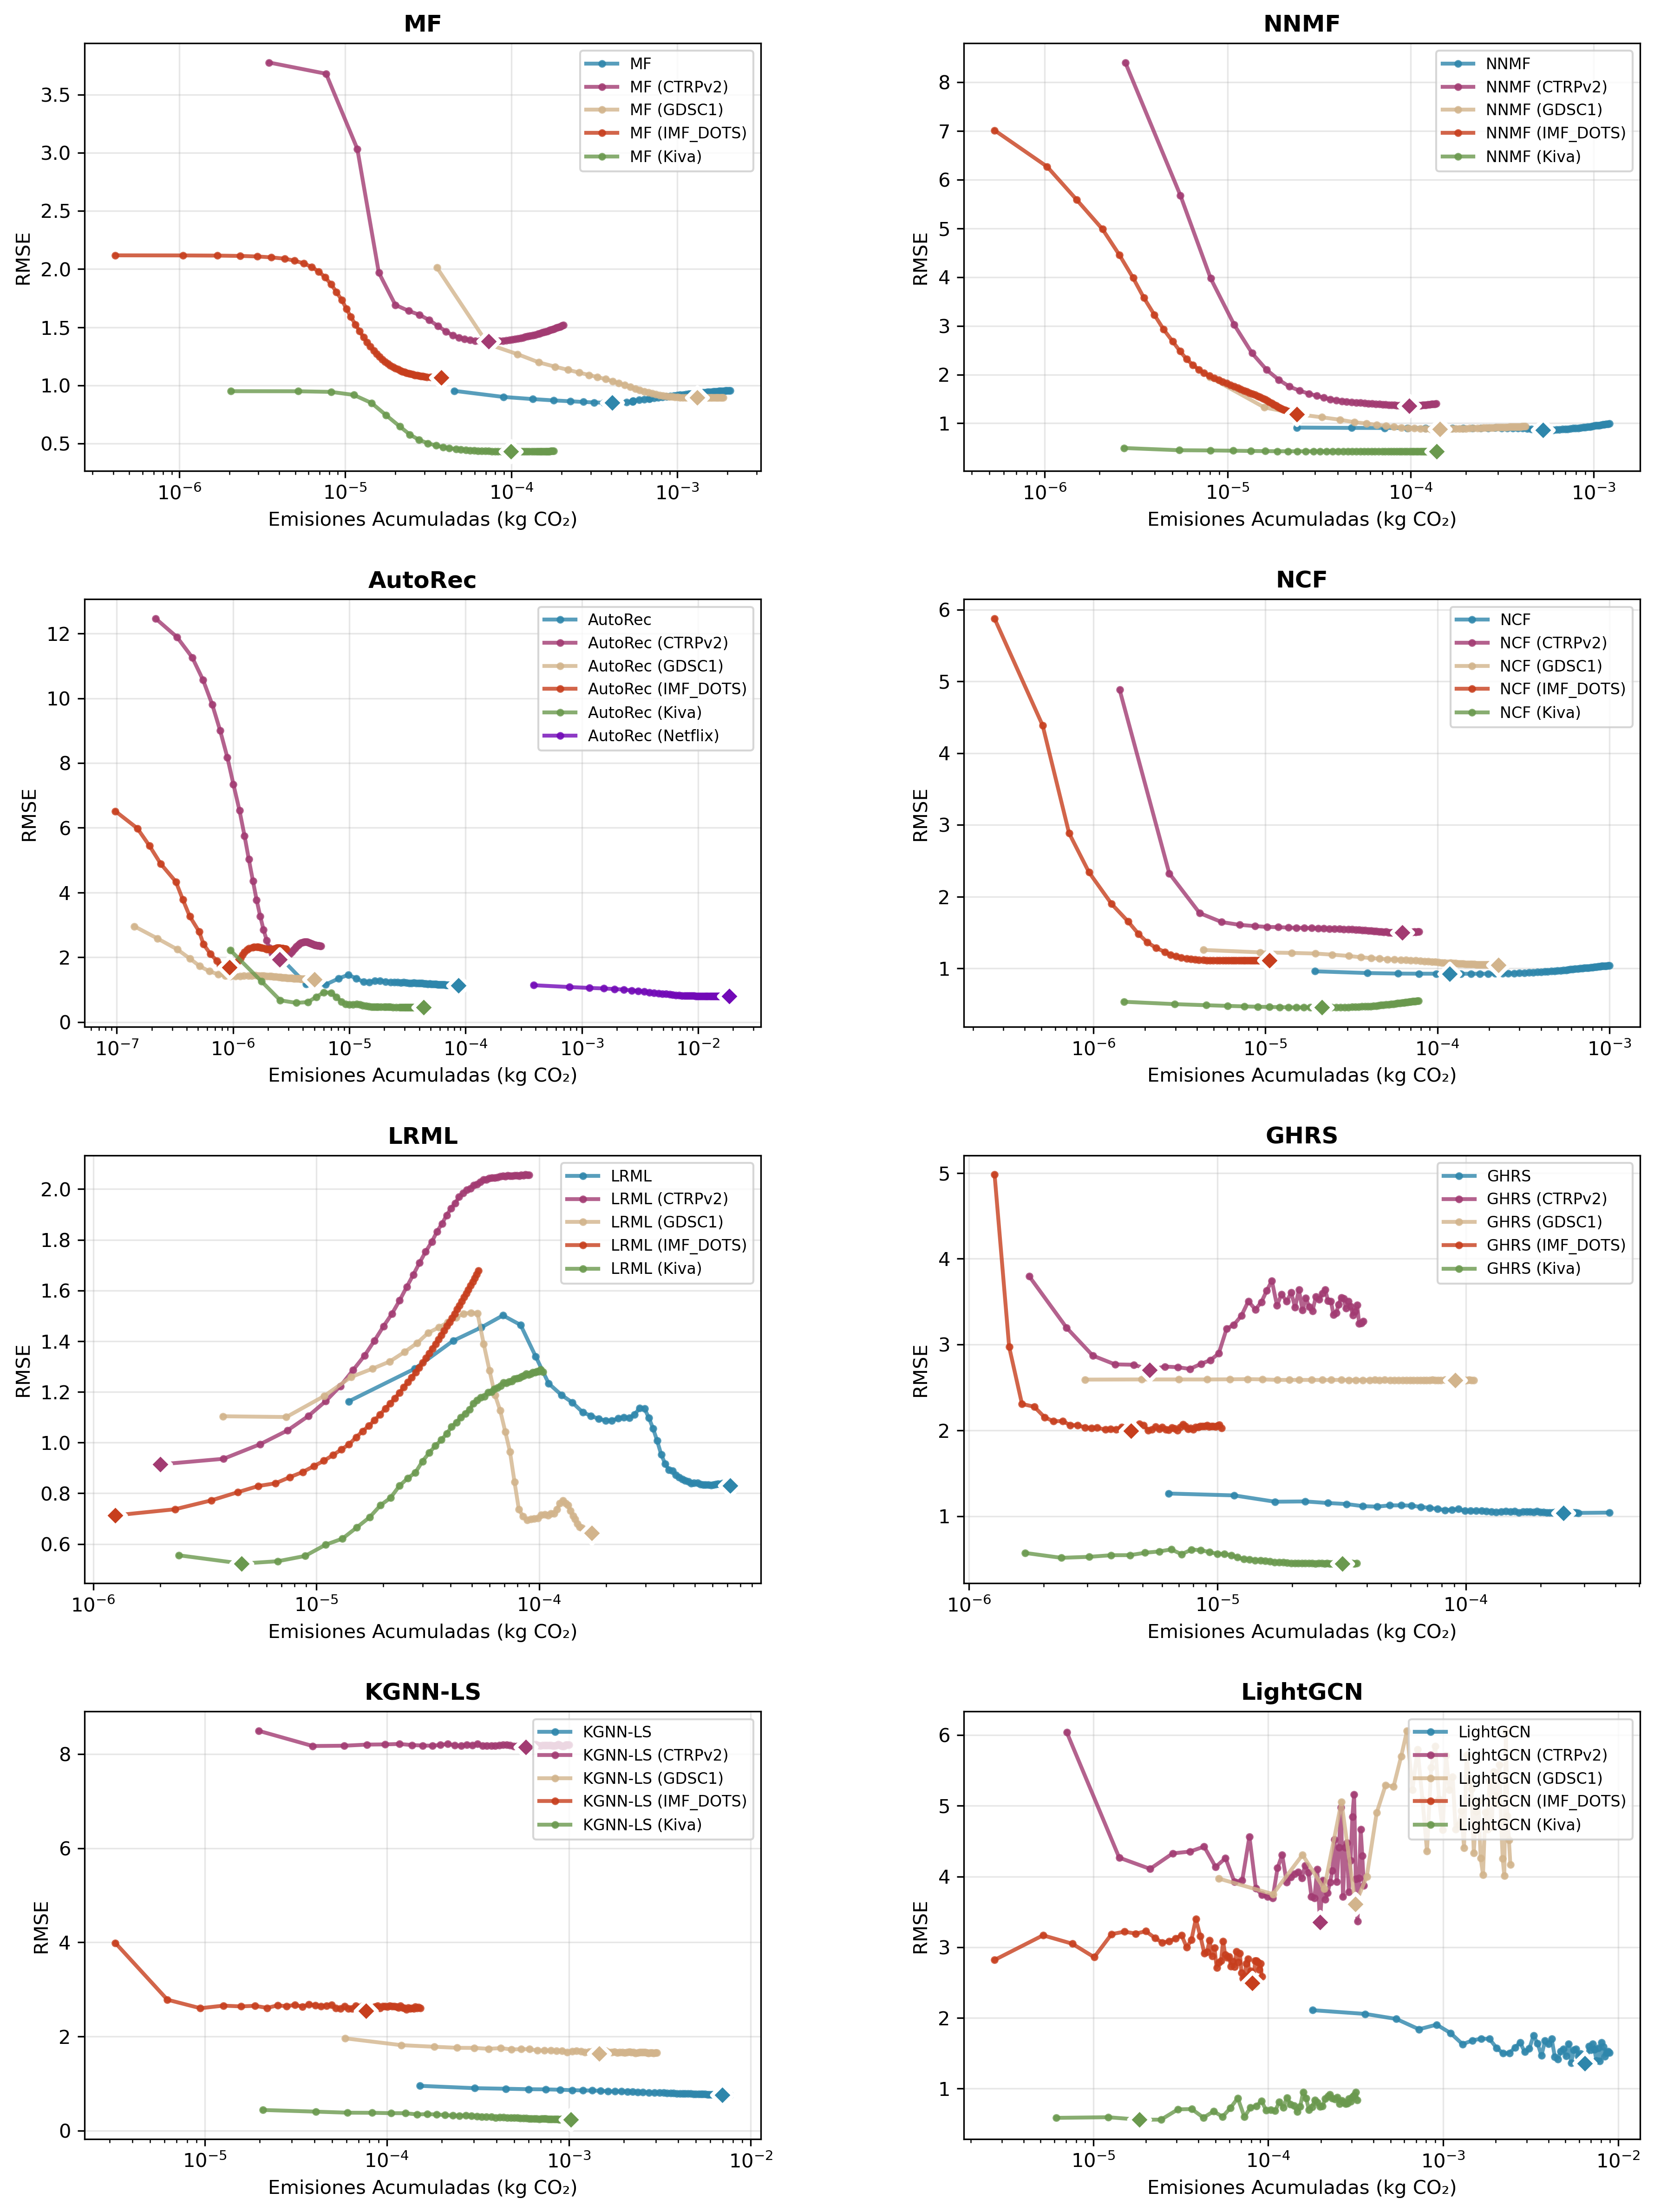 MF
3.5
3.0
2.5
2.0
1.5
1.0
0.5
RMSE
MF
MF (CTRPv2)
MF (GDSC1)
MF (IMF_DOTS)
MF (Kiva)
10⁻⁶ 10⁻⁵ 10⁻⁴ 10⁻³
Emisiones Acumuladas (kg CO₂)
NNMF
8
7
6
5
4
3
2
1
RMSE
NNMF
NNMF (CTRPv2)
NNMF (GDSC1)
NNMF (IMF_DOTS)
NNMF (Kiva)
10⁻⁶ 10⁻⁵ 10⁻⁴ 10⁻³
Emisiones Acumuladas (kg CO₂)
AutoRec
12
10
8
6
4
2
0
RMSE
AutoRec
AutoRec (CTRPv2)
AutoRec (GDSC1)
AutoRec (IMF_DOTS)
AutoRec (Kiva)
AutoRec (Netflix)
10⁻⁷ 10⁻⁶ 10⁻⁵ 10⁻⁴ 10⁻³ 10⁻²
Emisiones Acumuladas (kg CO₂)
NCF
6
5
4
3
2
1
RMSE
NCF
NCF (CTRPv2)
NCF (GDSC1)
NCF (IMF_DOTS)
NCF (Kiva)
10⁻⁶ 10⁻⁵ 10⁻⁴ 10⁻³
Emisiones Acumuladas (kg CO₂)
LRML
2.0
1.8
1.6
1.4
1.2
1.0
0.8
0.6
RMSE
LRML
LRML (CTRPv2)
LRML (GDSC1)
LRML (IMF_DOTS)
LRML (Kiva)
10⁻⁶ 10⁻⁵ 10⁻⁴
Emisiones Acumuladas (kg CO₂)
GHRS
5
4
3
2
1
RMSE
GHRS
GHRS (CTRPv2)
GHRS (GDSC1)
GHRS (IMF_DOTS)
GHRS (Kiva)
10⁻⁶ 10⁻⁵ 10⁻⁴
Emisiones Acumuladas (kg CO₂)
KGNN-LS
8
6
4
2
0
RMSE
KGNN-LS
KGNN-LS (CTRPv2)
KGNN-LS (GDSC1)
KGNN-LS (IMF_DOTS)
KGNN-LS (Kiva)
10⁻⁵ 10⁻⁴ 10⁻³ 10⁻²
Emisiones Acumuladas (kg CO₂)
LightGCN
6
5
4
3
2
1
RMSE
LightGCN
LightGCN (CTRPv2)
LightGCN (GDSC1)
LightGCN (IMF_DOTS)
LightGCN (Kiva)
10⁻⁵ 10⁻⁴ 10⁻³ 10⁻²
Emisiones Acumuladas (kg CO₂)